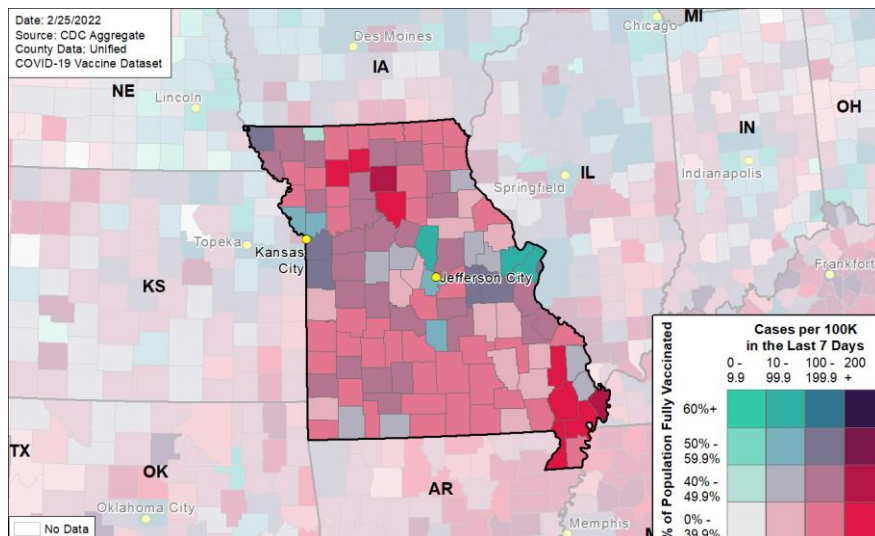 Date: 2/25/2022
Source: CDC Aggregate
County Data; Unified
COVID-19 Vaccine Dataset
Chicago
MI
Des Moines
IA
NE
Lincoln
OH
IN
IL
Indianapolis
Springfield
Topeka
Kansas
City
Jefferson City
Frankfort
KS
Cases per 100K
in the Last 7 Days
0 -
9.9
10 -
99.9
100 -
199.9
200
+
% of Population Fully Vaccinated
60%+
50% -
59.9%
40% -
49.9%
0% -
39.9%
TX
OK
AR
Oklahoma City
Memphis
No Data